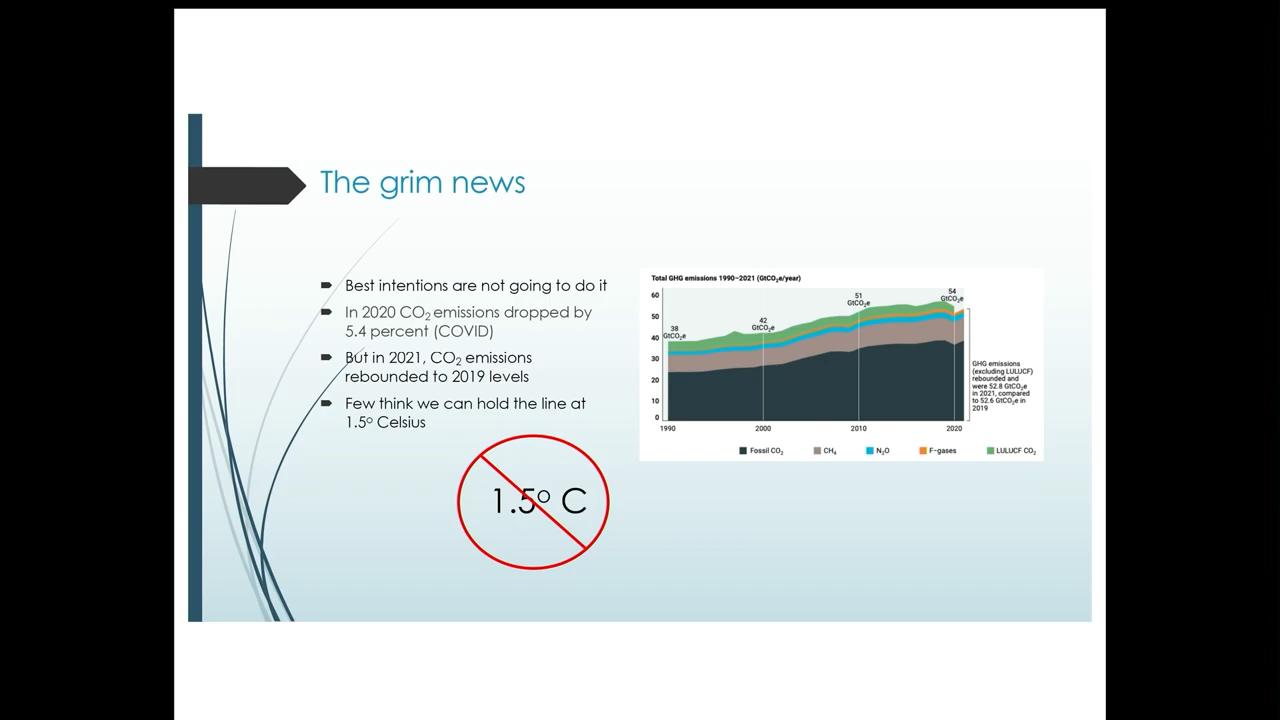 The grim news
Best intentions are not going to do it
In 2020 CO₂ emissions dropped by
5.4 percent (COVID)
But in 2021, CO₂ emissions
rebounded to 2019 levels
Few think we can hold the line at
1.5º Celsius
1.5º C
Total GHG emissions 1990–2021 (GtCO₂e/year)
60
50
40
30
20
10
0
38
GtCO₂e
42
GtCO₂e
51
GtCO₂e
54
GtCO₂e
1990
2000
2010
2020
GHG emissions
(excluding LULUCF)
rebounded and
were 52.8 GtCO₂e
in 2021, compared
to 52.6 GtCO₂e in
2019
Fossil CO₂
CH₄
N₂O
F-gases
LULUCF CO₂